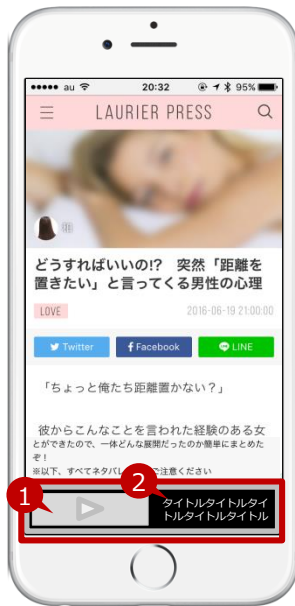 au 20:32 95%
LAURIER PRESS
どうすればいいの!? 突然「距離を
置きたい」と言ってくる男性の心理
LOVE 2016-06-19 21:00:00
Twitter Facebook LINE
「ちょっと俺たち距離置かない？」
彼からこんなことを言われた経験のある女
とができたので、一体どんな展開だったのか簡単にまとめた
ぞ！
※以下、すべてネタバレ ご注意ください
1 2
タイトルタイトルタイ
トルタイトルタイトル